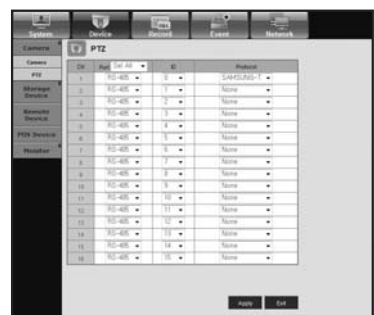 System Device Record Event Network
Camera
Camera
PTZ
Storage Device
Remote Device
POS Device
Monitor
PTZ
CH Port Set All ID Protocol
1 RS-485 0 SAMSUNG-T
2 RS-485 1 None
3 RS-485 2 None
4 RS-485 3 None
5 RS-485 4 None
6 RS-485 5 None
7 RS-485 6 None
8 RS-485 7 None
9 RS-485 8 None
10 RS-485 9 None
11 RS-485 10 None
12 RS-485 11 None
13 RS-485 12 None
14 RS-485 13 None
15 RS-485 14 None
16 RS-485 15 None
Apply Exit